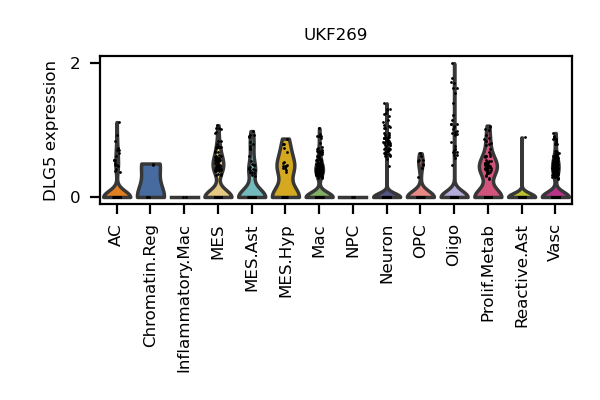 UKF269
DLG5 expression
2
0
AC
Chromatin.Reg
Inflammatory.Mac
MES
MES.Ast
MES.Hyp
Mac
NPC
Neuron
OPC
Oligo
Prolif.Metab
Reactive.Ast
Vasc